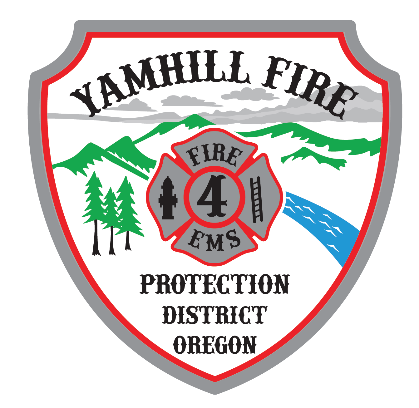 YAMHILL FIRE
FIRE
4
EMS
PROTECTION
DISTRICT
OREGON